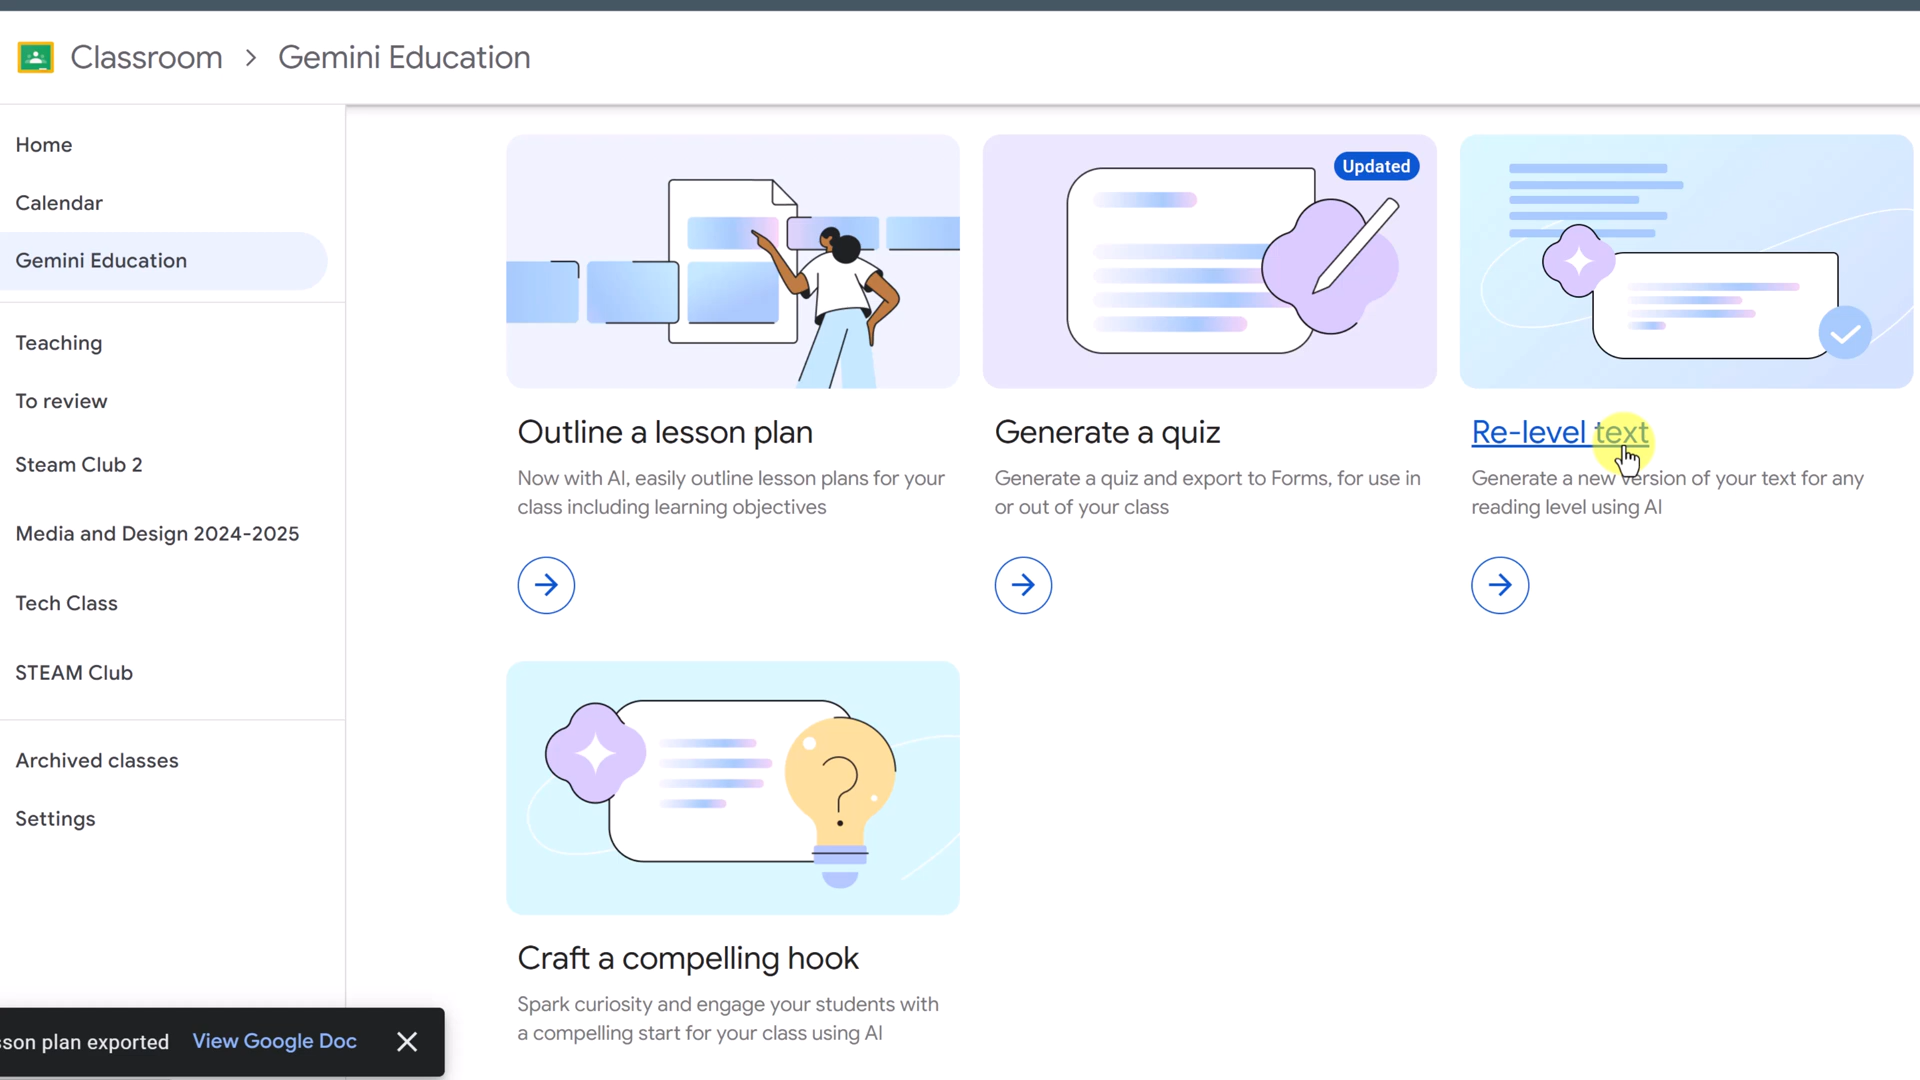 Classroom > Gemini Education
Home
Calendar
Gemini Education
Teaching
To review
Steam Club 2
Media and Design 2024-2025
Tech Class
STEAM Club
Archived classes
Settings
Updated
Outline a lesson plan
Now with AI, easily outline lesson plans for your
class including learning objectives
Generate a quiz
Generate a quiz and export to Forms, for use in
or out of your class
Re-level text
Generate a new version of your text for any
reading level using AI
?
Craft a compelling hook
Spark curiosity and engage your students with
a compelling start for your class using AI
sson plan exported View Google Doc